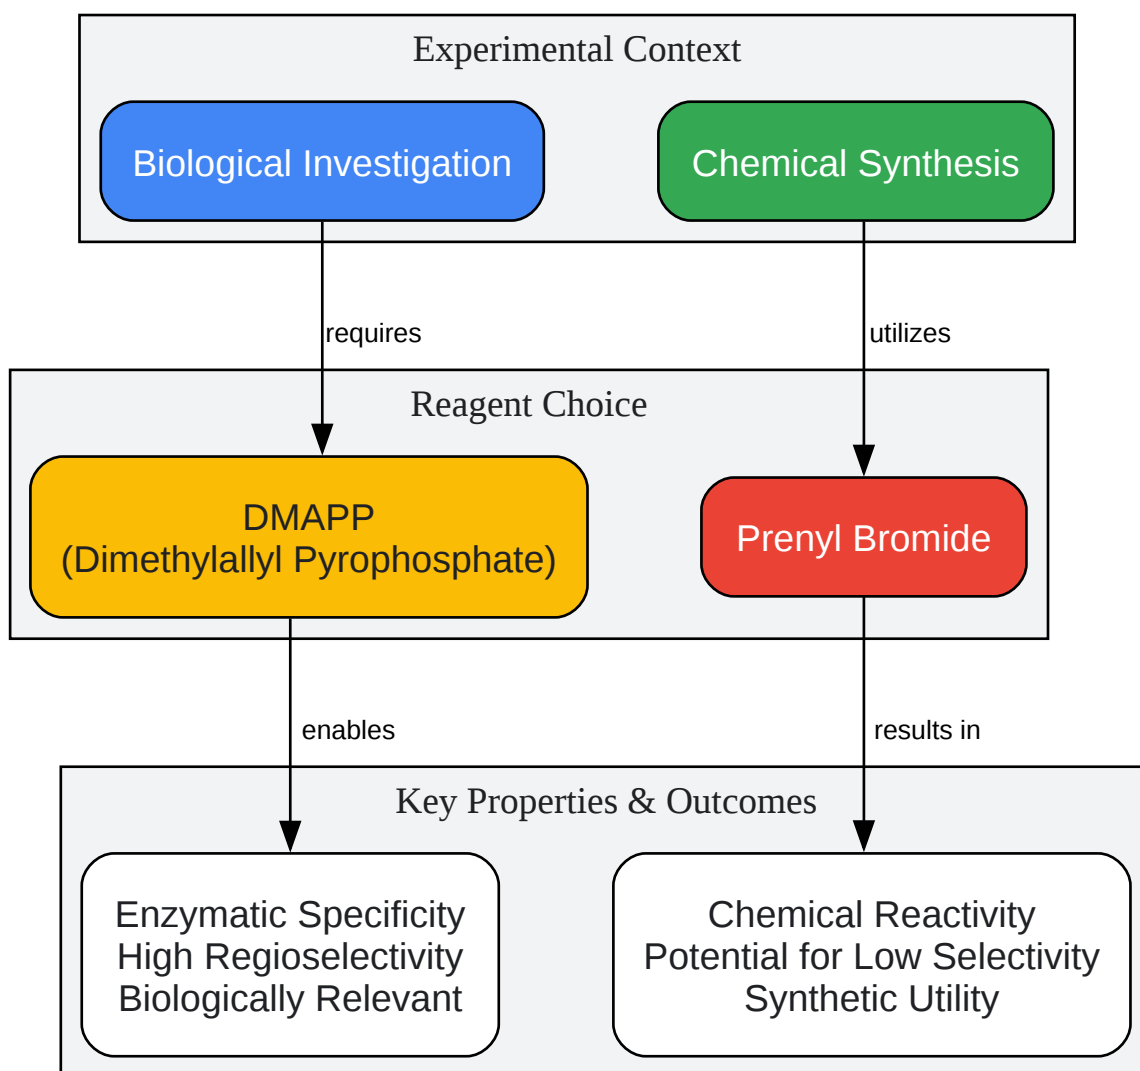 Experimental Context
Biological Investigation
Chemical Synthesis
requires
utilizes
Reagent Choice
DMAPP
(Dimethylallyl Pyrophosphate)
Prenyl Bromide
enables
results in
Key Properties & Outcomes
Enzymatic Specificity
High Regioselectivity
Biologically Relevant
Chemical Reactivity
Potential for Low Selectivity
Synthetic Utility